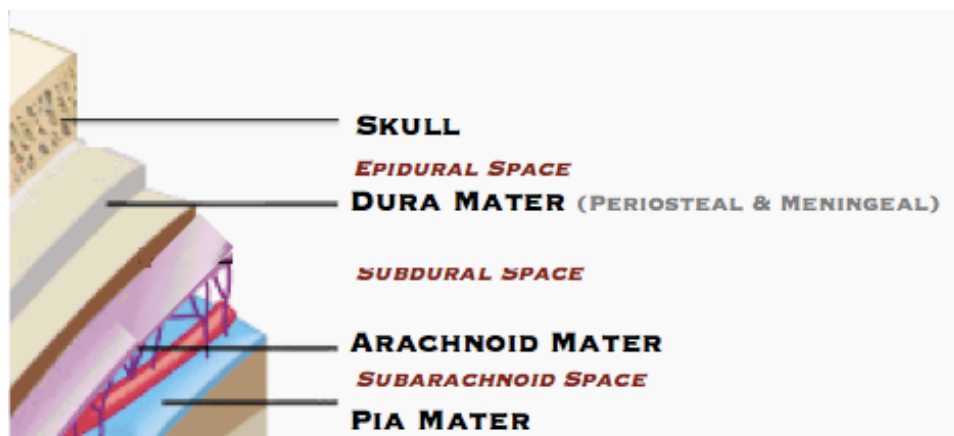 SKULL
EPIDURAL SPACE
DURA MATER (PERIOSTEAL & MENINGEAL)
SUBDURAL SPACE
ARACHNOID MATER
SUBARACHNOID SPACE
PIA MATER